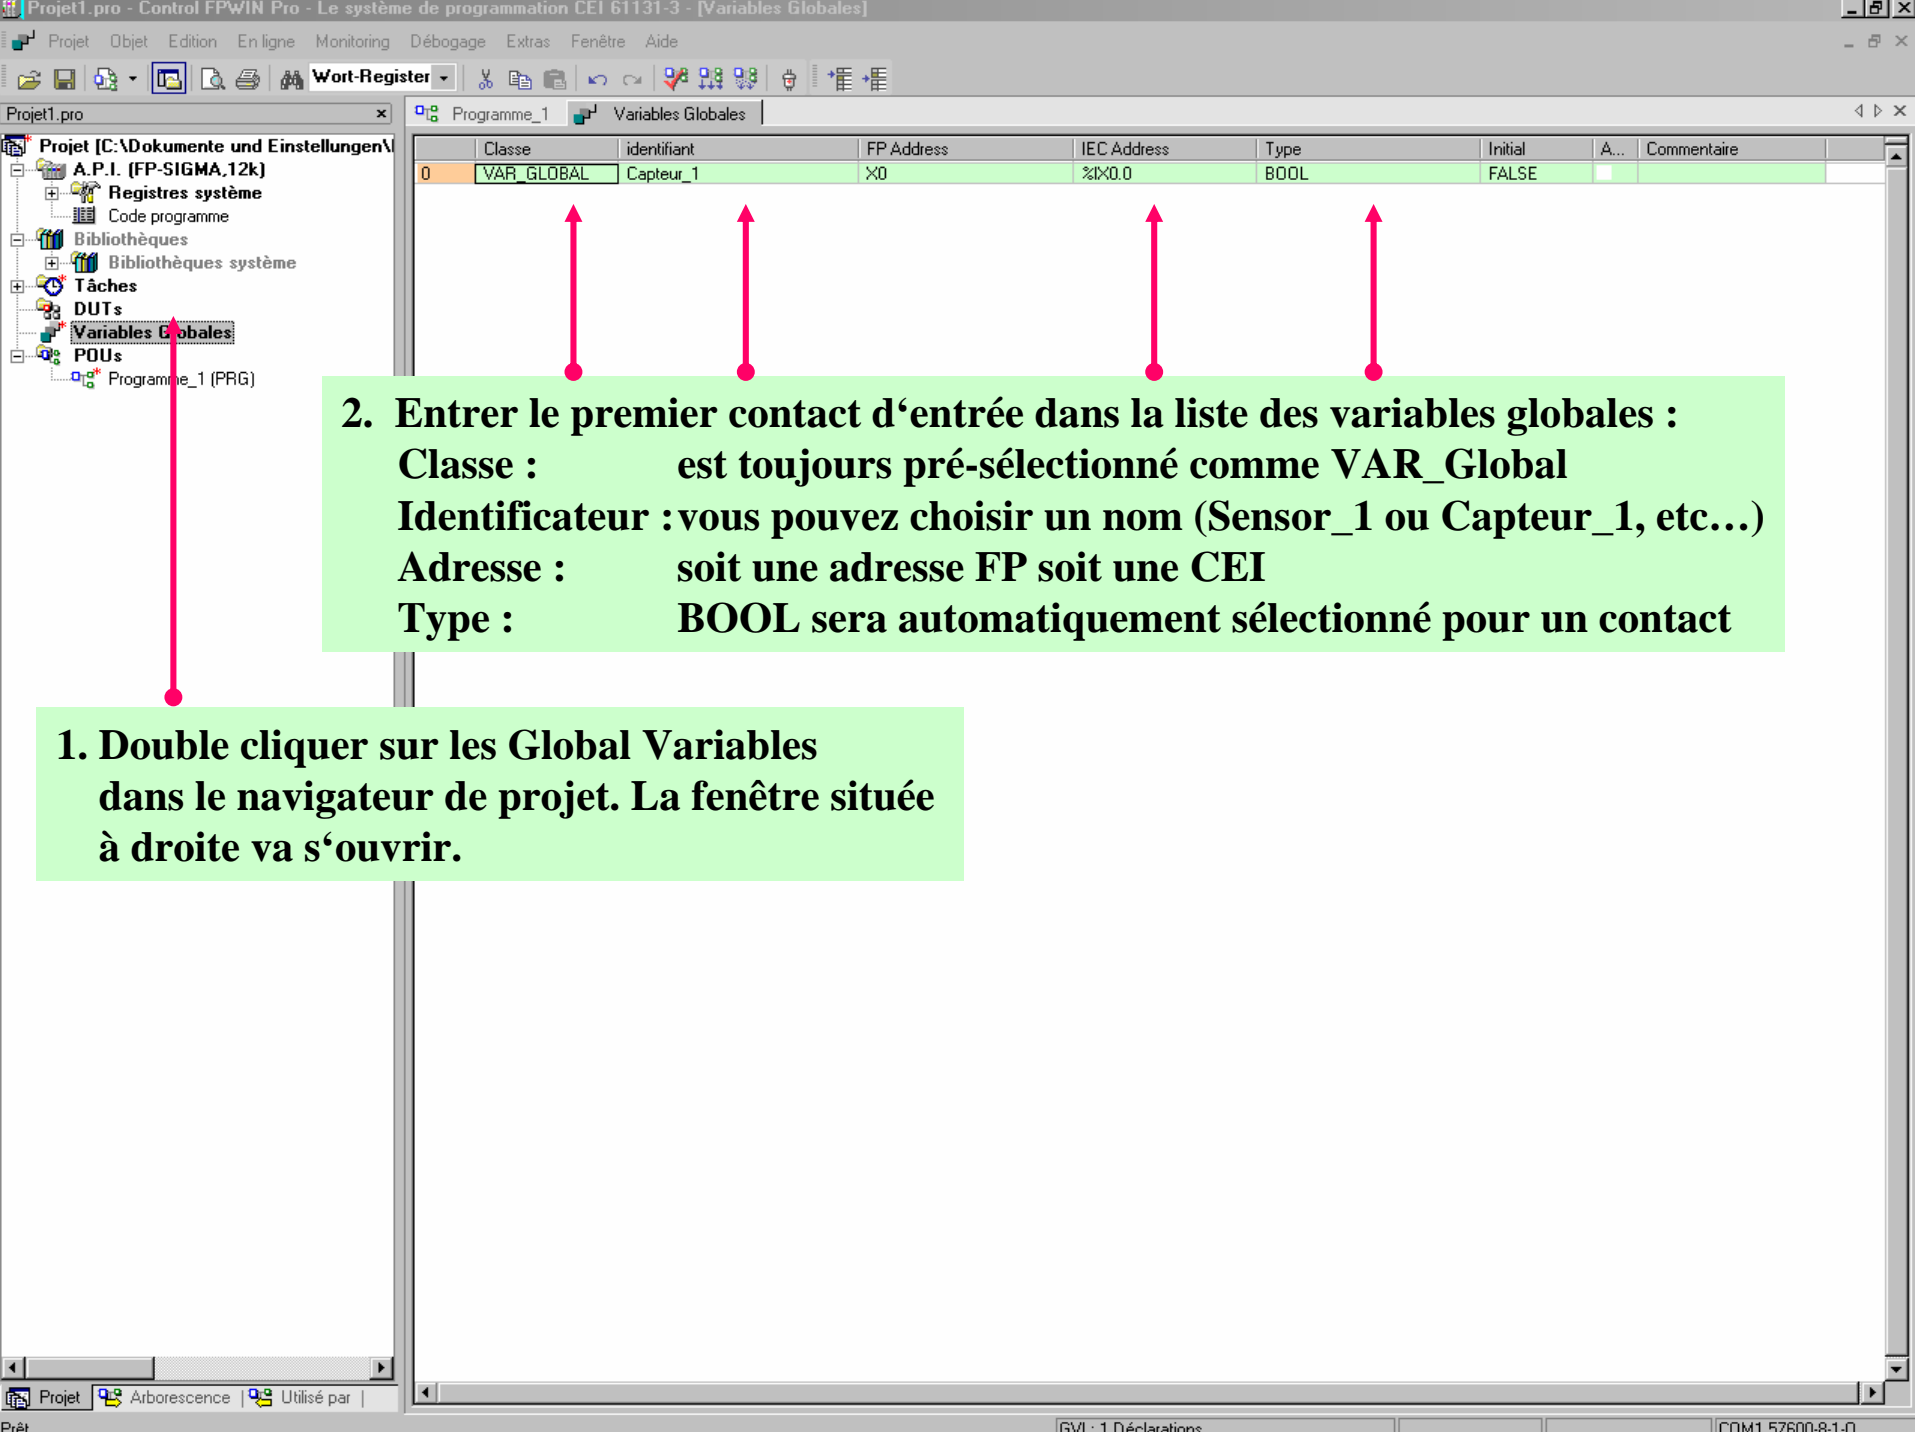 Projet1.pro - Control FPWIN Pro - Le système de programmation CEI 61131-3 - [Variables Globales]
Projet Objet Edition En ligne Monitoring Débogage Extras Fenêtre Aide
Wort-Register
Projet1.pro
Programme_1 Variables Globales
Projet [C:\Dokumente und Einstellungen\
A.P.I. (FP-SIGMA,12k)
Registres système
Code programme
Bibliothèques
Bibliothèques système
Tâches
DUTs
Variables Globales
POUs
Programme_1 (PRG)
Classe identifiant FP Address IEC Address Type Initial A... Commentaire
0 VAR_GLOBAL Capteur_1 X0 %IX0.0 BOOL FALSE
2. Entrer le premier contact d‘entrée dans la liste des variables globales :
Classe : est toujours pré-sélectionné comme VAR_Global
Identificateur : vous pouvez choisir un nom (Sensor_1 ou Capteur_1, etc…)
Adresse : soit une adresse FP soit une CEI
Type : BOOL sera automatiquement sélectionné pour un contact
1. Double cliquer sur les Global Variables
dans le navigateur de projet. La fenêtre située
à droite va s‘ouvrir.
Projet Arborescence Utilisé par
Prêt GVL: 1 Déclarations COM1 57600-8-1-O